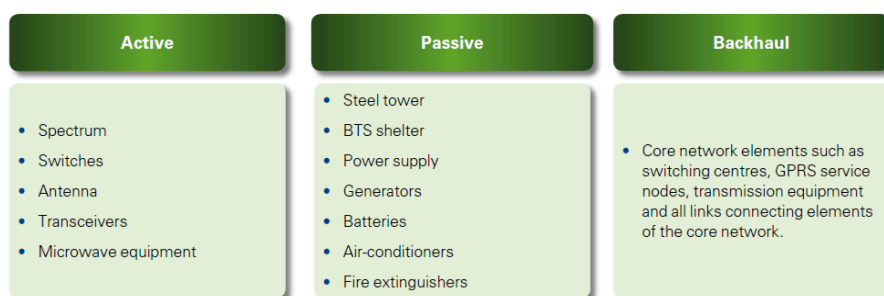 Active
• Spectrum
• Switches
• Antenna
• Transceivers
• Microwave equipment
Passive
• Steel tower
• BTS shelter
• Power supply
• Generators
• Batteries
• Air-conditioners
• Fire extinguishers
Backhaul
• Core network elements such as
switching centres, GPRS service
nodes, transmission equipment
and all links connecting elements
of the core network.